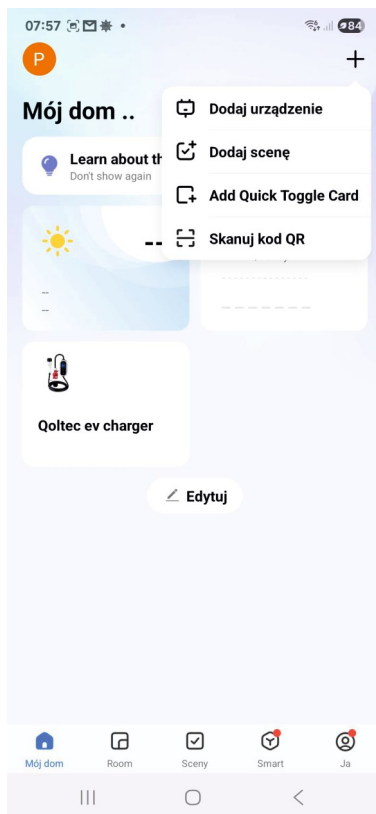 07:57
84
P
+
Mój dom ..
Dodaj urządzenie
Dodaj scenę
Add Quick Toggle Card
Skanuj kod QR
Learn about th
Don't show again
--
--
--
Qoltec ev charger
Edytuj
Mój dom
Room
Sceny
Smart
Ja